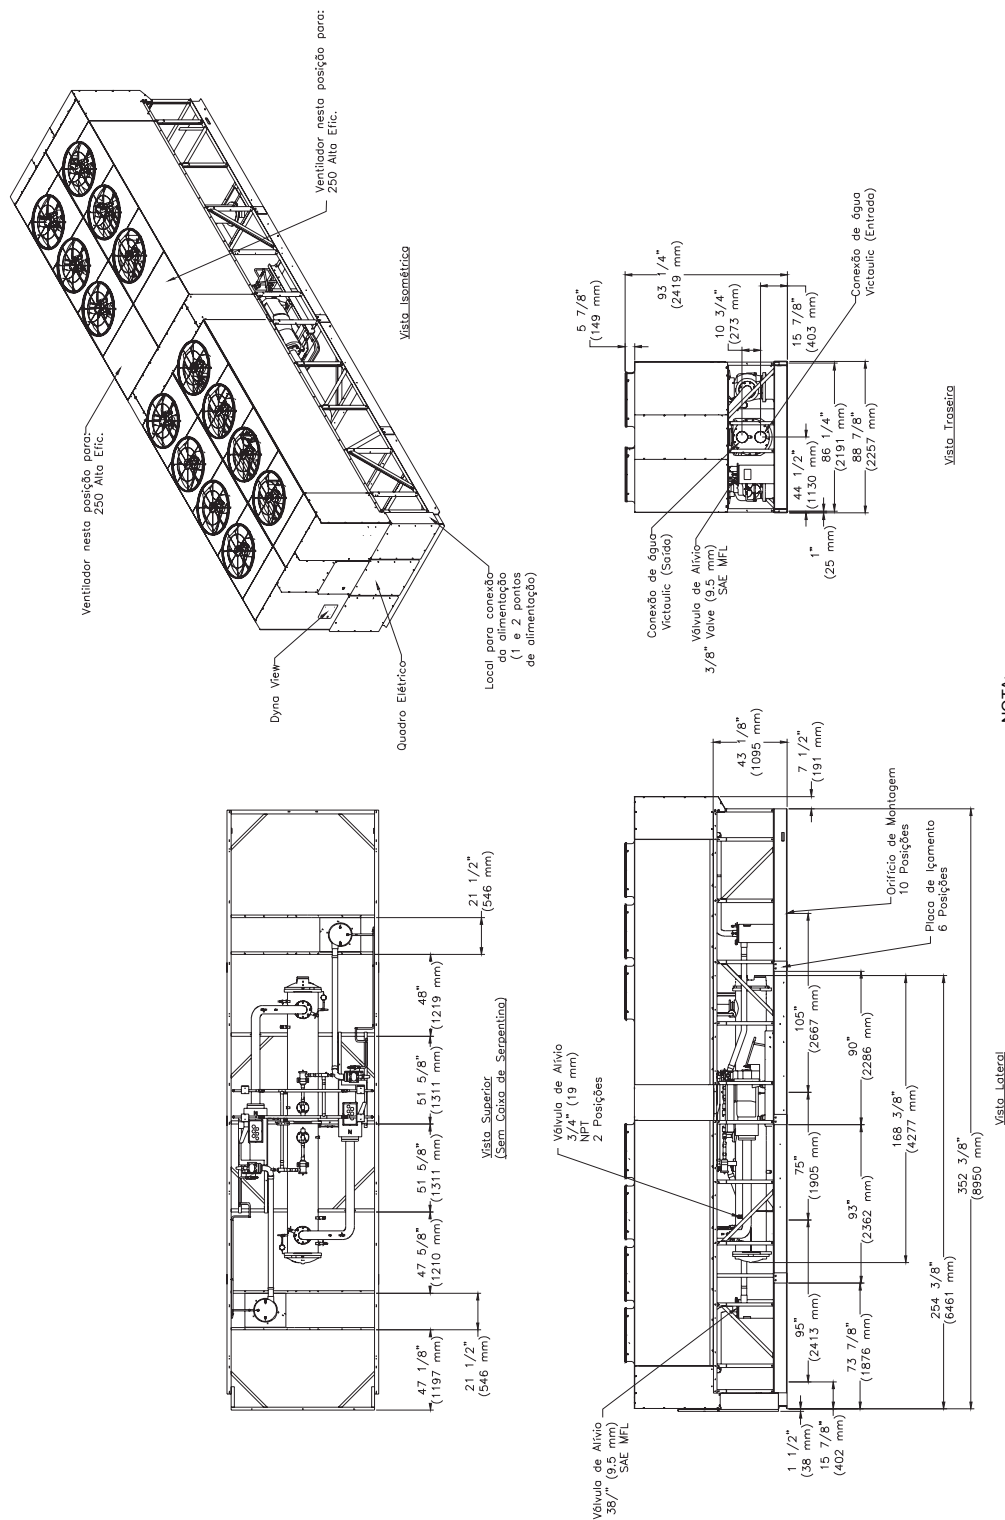 Ventilador nesta posição para:
250 Alta Efic.
Ventilador nesta posição para:
250 Alta Efic.
Dyna View
Quadro Elétrico
Local para conexão
da alimentação
(1 e 2 pontos
de alimentação)
Vista Isométrica
5 7/8"
(149 mm)
93 1/4"
(2419 mm)
10 3/4"
(273 mm)
15 7/8"
(403 mm)
Conexão de água
Victaulic (Entrada)
Conexão de água
Victaulic (Saída)
Válvula de Alívio
3/8" Valve (9.5 mm)
SAE MFL
44 1/2"
(1130 mm)
86 1/4"
(2191 mm)
88 7/8"
(2257 mm)
1"
(25 mm)
Vista Traseira
47 1/8"
(1197 mm)
21 1/2"
(546 mm)
47 5/8"
(1210 mm)
51 5/8"
(1311 mm)
51 5/8"
(1311 mm)
48"
(1219 mm)
21 1/2"
(546 mm)
Vista Superior
(Sem Caixa de Serpentina)
Válvula de Alívio
38/" (9.5 mm)
SAE MFL
Válvula de Alívio
3/4" (19 mm)
NPT
2 Posições
43 1/8"
(1095 mm)
7 1/2"
(191 mm)
Orifício de Montagem
10 Posições
Placa de Içamento
6 Posições
1 1/2"
(38 mm)
15 7/8"
(402 mm)
95"
(2413 mm)
75"
(1905 mm)
105"
(2667 mm)
73 7/8"
(1876 mm)
93"
(2362 mm)
90"
(2286 mm)
168 3/8"
(4277 mm)
254 3/8"
(6461 mm)
352 3/8"
(8950 mm)
Vista Lateral
NOTA: